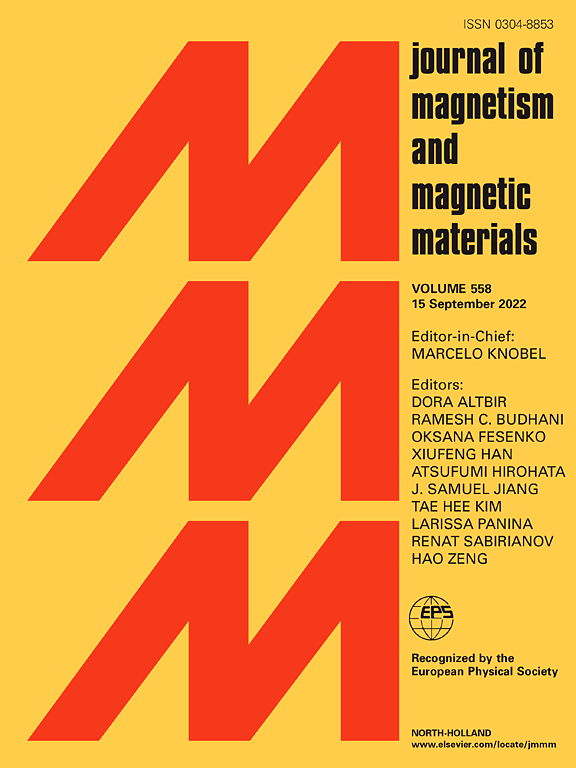 ISSN 0304-8853
journal of
magnetism
and
magnetic
materials
VOLUME 558
15 September 2022
Editor-in-Chief:
MARCELO KNOBEL
Editors:
DORA ALTBIR
RAMESH C. BUDHANI
OKSANA FESENKO
XIUFENG HAN
ATSUFUMI HIROHATA
J. SAMUEL JIANG
TAE HEE KIM
LARISSA PANINA
RENAT SABIRIANOV
HAO ZENG
EPS
Recognized by the
European Physical Society
NORTH-HOLLAND
www.elsevier.com/locate/jmmm